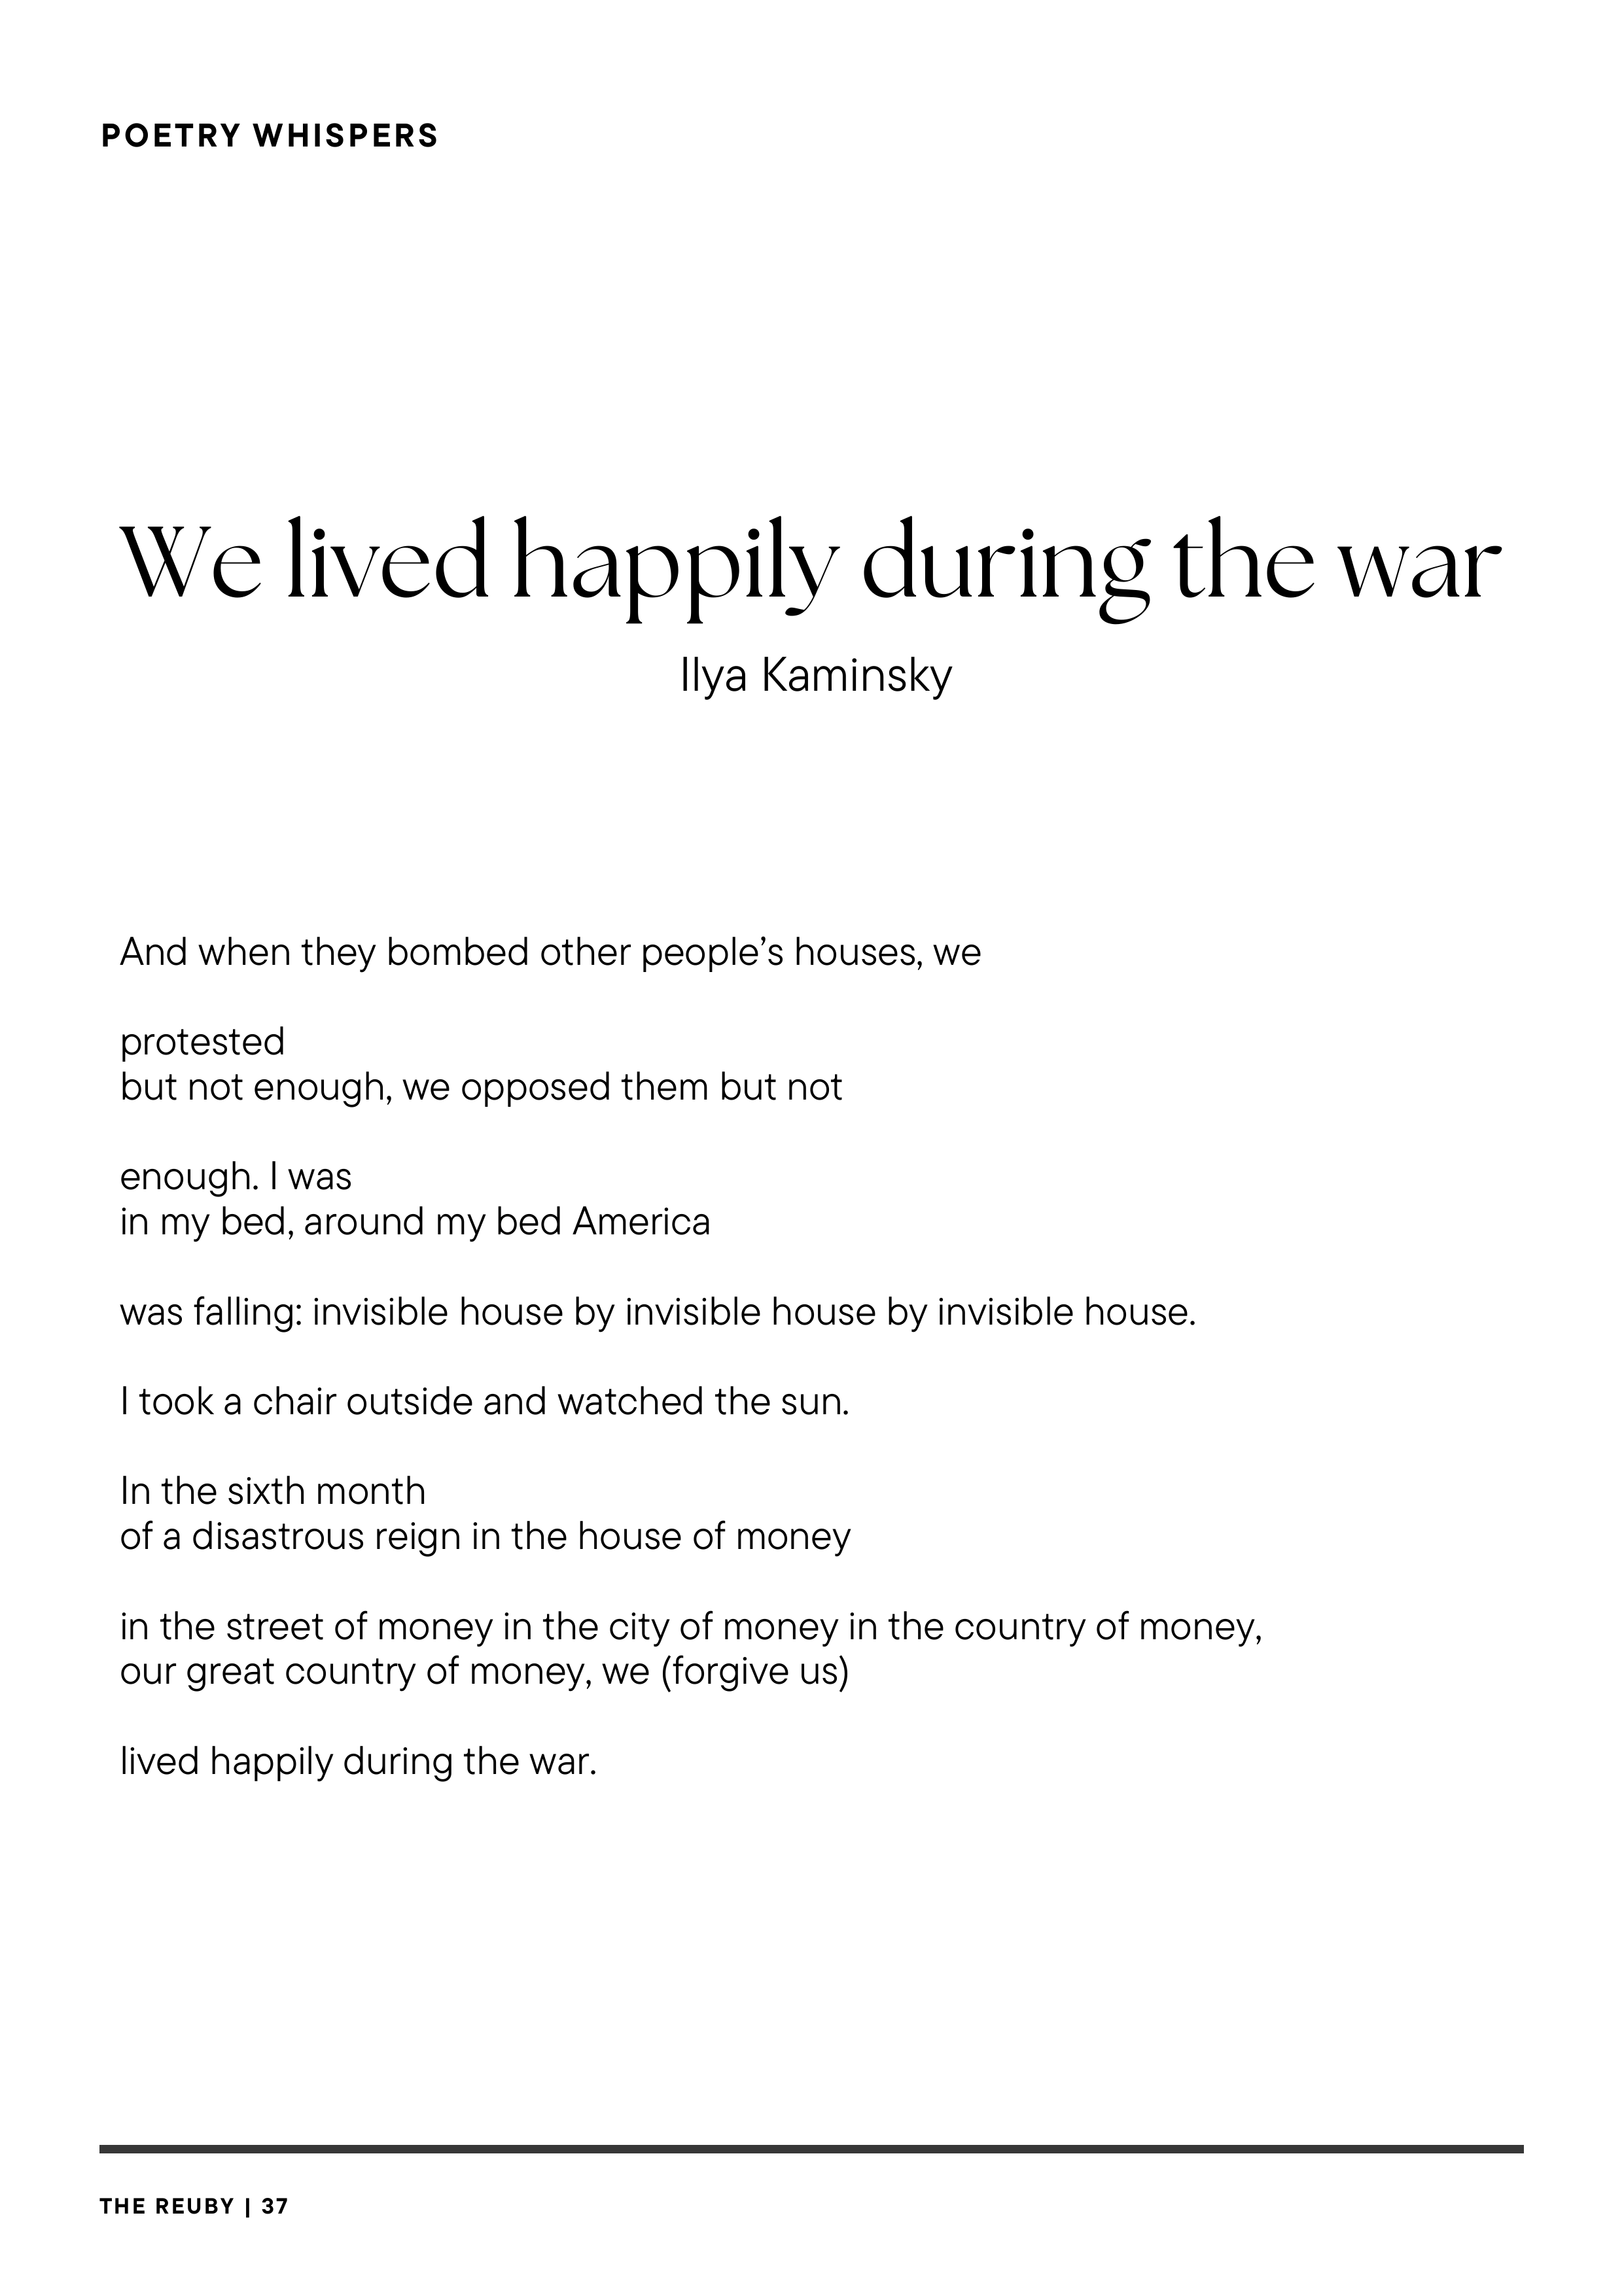 POETRY WHISPERS
We lived happily during the war
Ilya Kaminsky
And when they bombed other people’s houses, we
protested
but not enough, we opposed them but not
enough. I was
in my bed, around my bed America
was falling: invisible house by invisible house by invisible house.
I took a chair outside and watched the sun.
In the sixth month
of a disastrous reign in the house of money
in the street of money in the city of money in the country of money,
our great country of money, we (forgive us)
lived happily during the war.
THE REUBY | 37